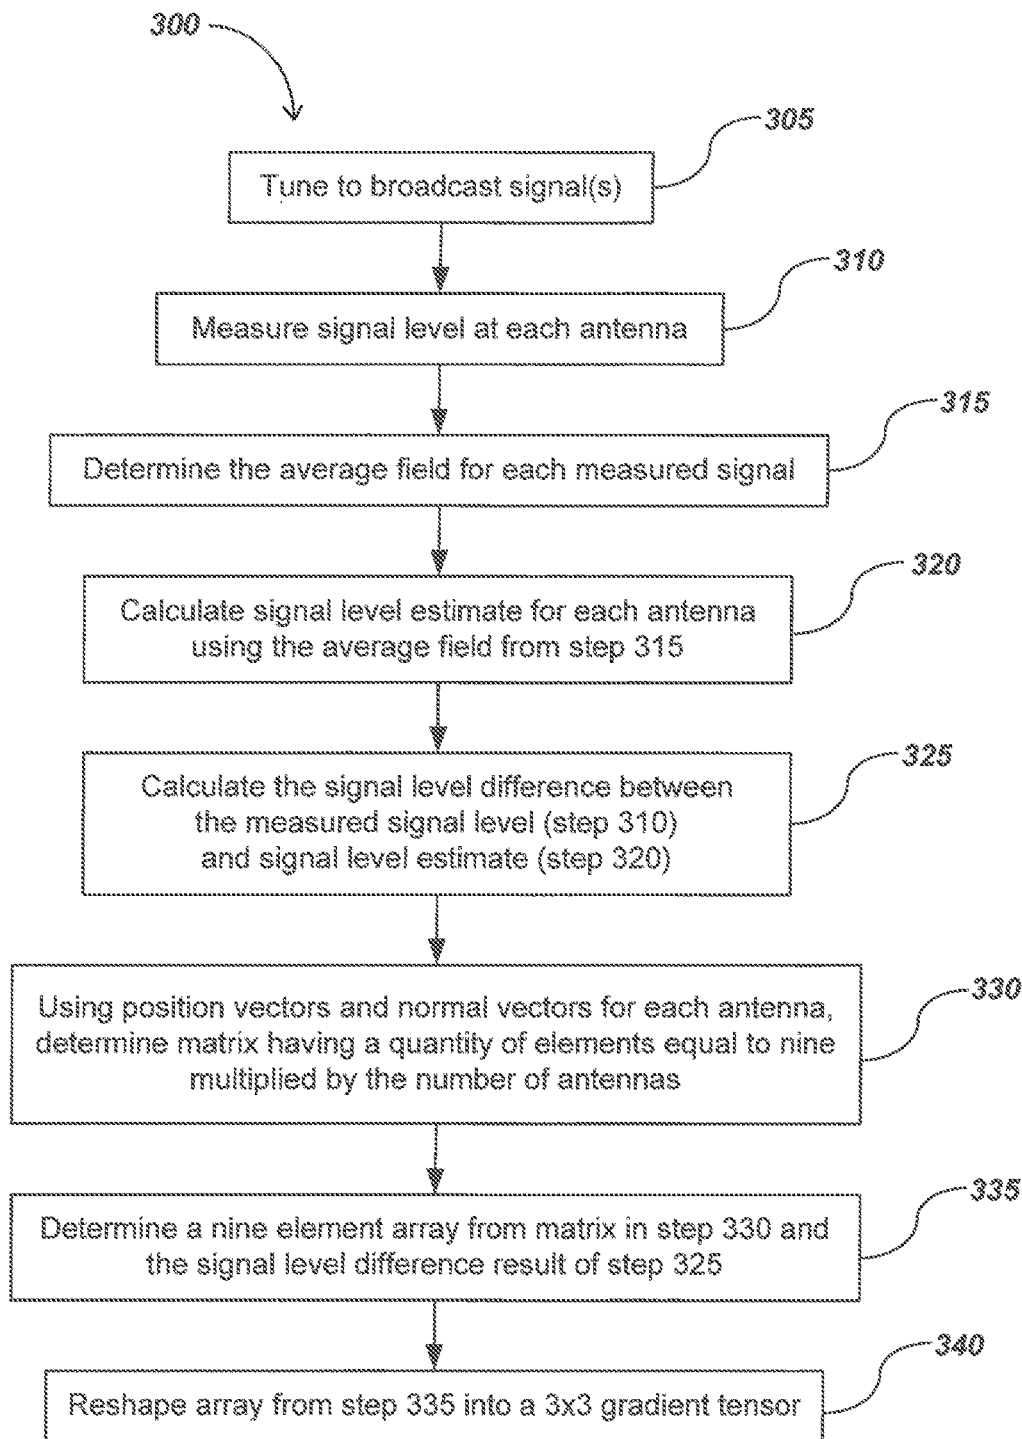 300
305
Tune to broadcast signal(s)
310
Measure signal level at each antenna
315
Determine the average field for each measured signal
320
Calculate signal level estimate for each antenna
using the average field from step 315
325
Calculate the signal level difference between
the measured signal level (step 310)
and signal level estimate (step 320)
330
Using position vectors and normal vectors for each antenna,
determine matrix having a quantity of elements equal to nine
multiplied by the number of antennas
335
Determine a nine element array from matrix in step 330 and
the signal level difference result of step 325
340
Reshape array from step 335 into a 3x3 gradient tensor